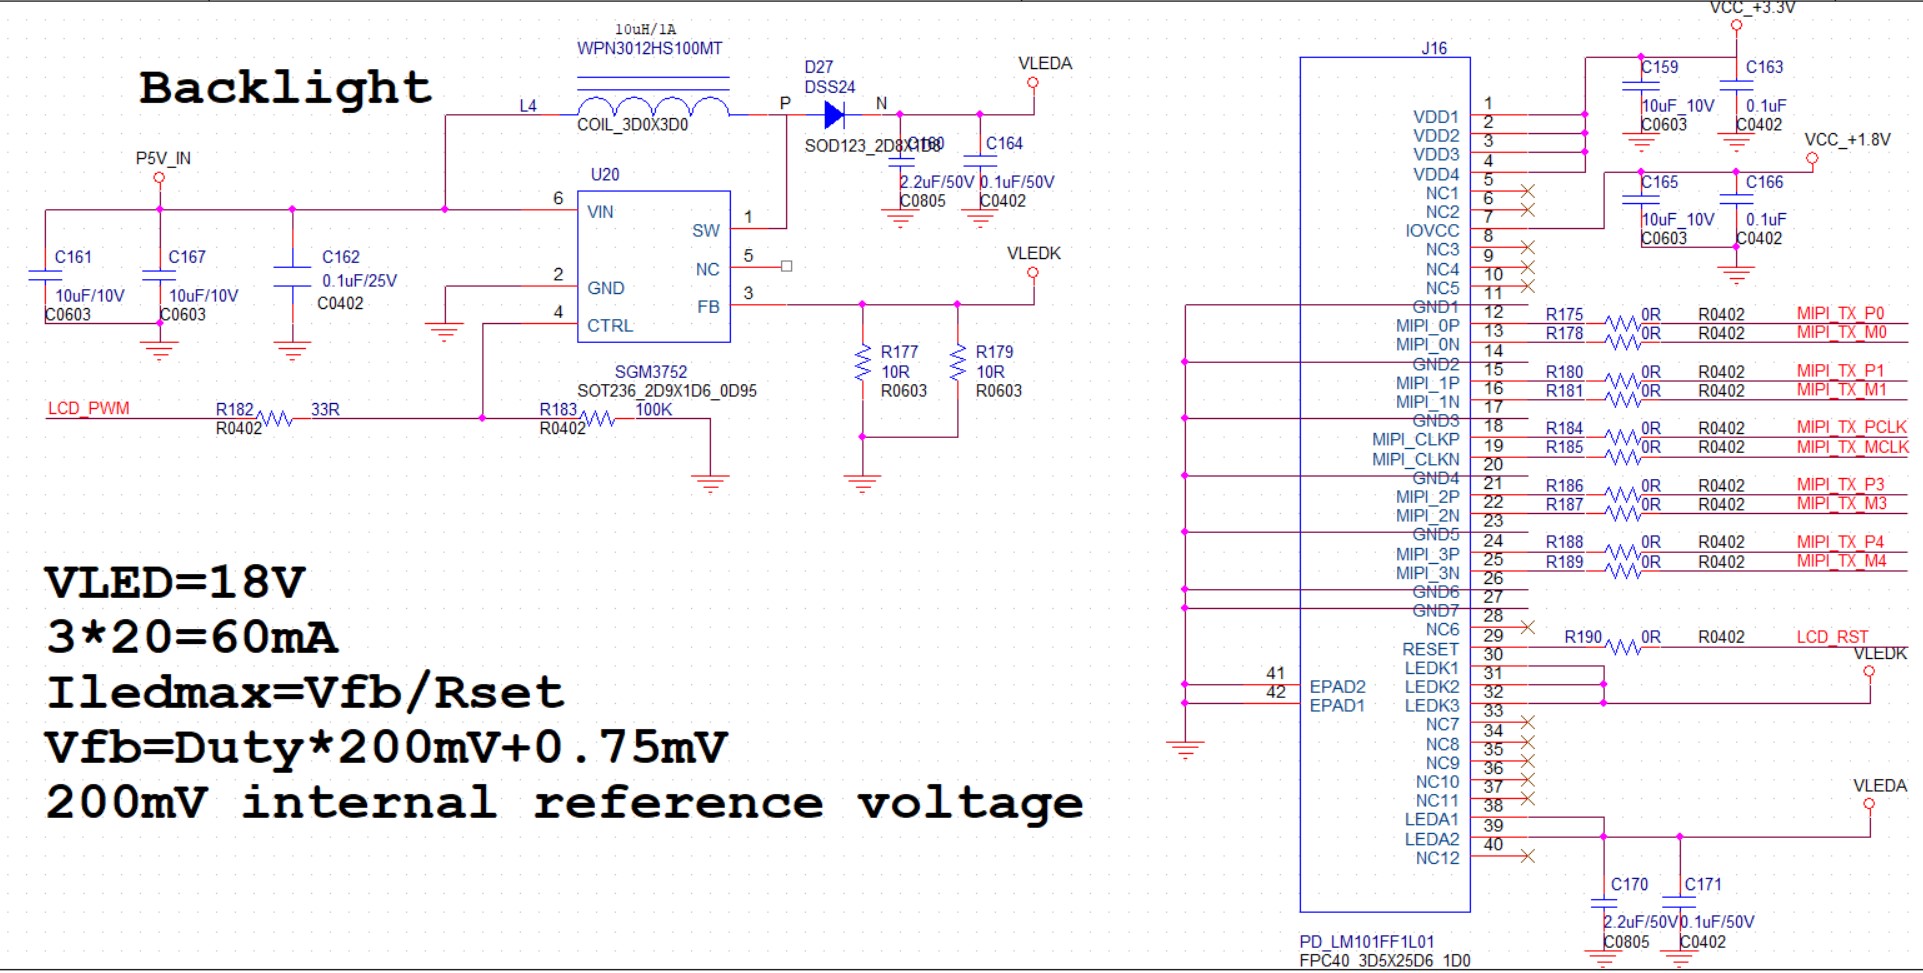 Backlight
10uH/1A
WPN3012HS100MT
L4
COIL_3D0X3D0
P
D27
DSS24
N
SOD123_2D8X1D8
VLEDA
C160
2.2uF/50V
C0805
C164
0.1uF/50V
C0402
P5V_IN
C161
10uF/10V
C0603
C167
10uF/10V
C0603
C162
0.1uF/25V
C0402
U20
6
VIN
2
GND
4
CTRL
SW
1
NC
5
FB
3
SGM3752
SOT236_2D9X1D6_0D95
VLEDK
R177
10R
R0603
R179
10R
R0603
LCD_PWM
R182
33R
R0402
R183
100K
R0402
VLED=18V
3*20=60mA
Iledmax=Vfb/Rset
Vfb=Duty*200mV+0.75mV
200mV internal reference voltage
J16
VDD1 1
VDD2 2
VDD3 3
VDD4 4
NC1 5
NC2 6
IOVCC 7
NC3 8
NC4 9
NC5 10
GND1 11
MIPI_0P 12
MIPI_0N 13
GND2 14
MIPI_1P 15
MIPI_1N 16
GND3 17
MIPI_CLKP 18
MIPI_CLKN 19
GND4 20
MIPI_2P 21
MIPI_2N 22
GND5 23
MIPI_3P 24
MIPI_3N 25
GND6 26
GND7 27
NC6 28
RESET 29
LEDK1 30
LEDK2 31
LEDK3 32
NC7 33
NC8 34
NC9 35
NC10 36
NC11 37
LEDA1 38
LEDA2 39
NC12 40
41 EPAD2
42 EPAD1
PD_LM101FF1L01
FPC40_3D5X25D6_1D0
VCC_+3.3V
C159
10uF_10V
C0603
C163
0.1uF
C0402
VCC_+1.8V
C165
10uF_10V
C0603
C166
0.1uF
C0402
R175 0R R0402 MIPI_TX_P0
R178 0R R0402 MIPI_TX_M0
R180 0R R0402 MIPI_TX_P1
R181 0R R0402 MIPI_TX_M1
R184 0R R0402 MIPI_TX_PCLK
R185 0R R0402 MIPI_TX_MCLK
R186 0R R0402 MIPI_TX_P3
R187 0R R0402 MIPI_TX_M3
R188 0R R0402 MIPI_TX_P4
R189 0R R0402 MIPI_TX_M4
R190 0R R0402 LCD_RST
VLEDK
VLEDA
C170
2.2uF/50V
C0805
C171
0.1uF/50V
C0402